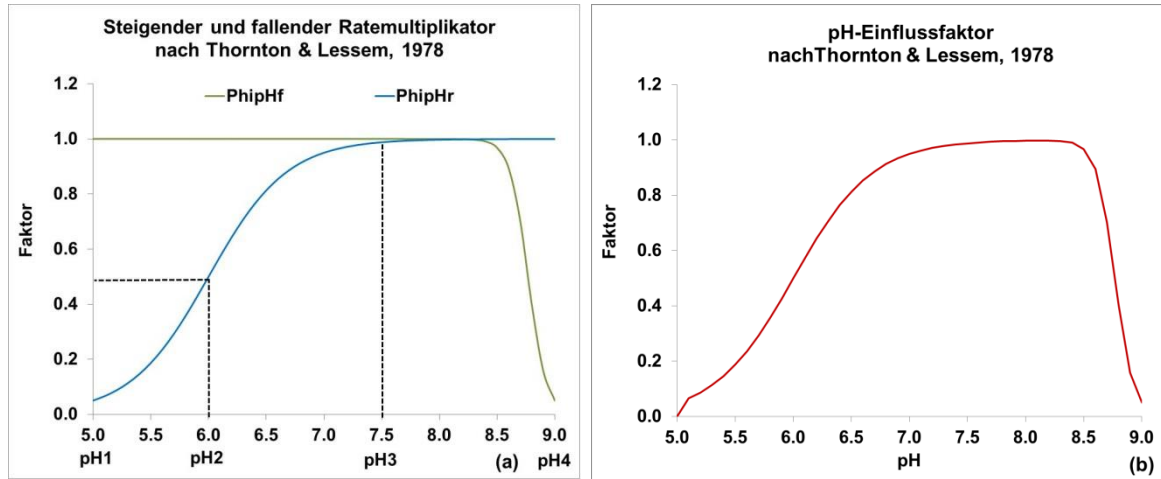 Steigender und fallender Ratemultiplikator
nach Thornton & Lessem, 1978
PhipHf
PhipHr
Faktor
1.2
1.0
0.8
0.6
0.4
0.2
0.0
5.0 5.5 6.0 6.5 7.0 7.5 8.0 8.5 9.0
pH1 pH2 pH3 (a) pH4
pH-Einflussfaktor
nachThornton & Lessem, 1978
Faktor
1.2
1.0
0.8
0.6
0.4
0.2
0.0
5.0 5.5 6.0 6.5 7.0 7.5 8.0 8.5 9.0
pH (b)